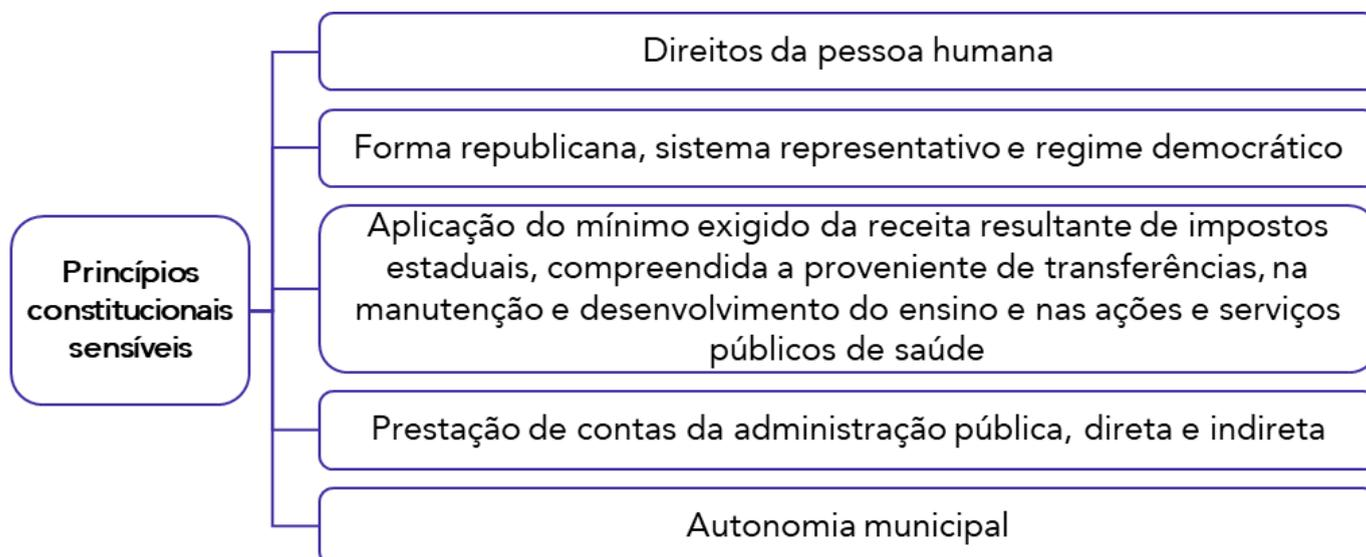 Direitos da pessoa humana
Forma republicana, sistema representativo e regime democrático
Aplicação do mínimo exigido da receita resultante de impostos
estaduais, compreendida a proveniente de transferências, na
manutenção e desenvolvimento do ensino e nas ações e serviços
públicos de saúde
Princípios
constitucionais
sensíveis
Prestação de contas da administração pública, direta e indireta
Autonomia municipal